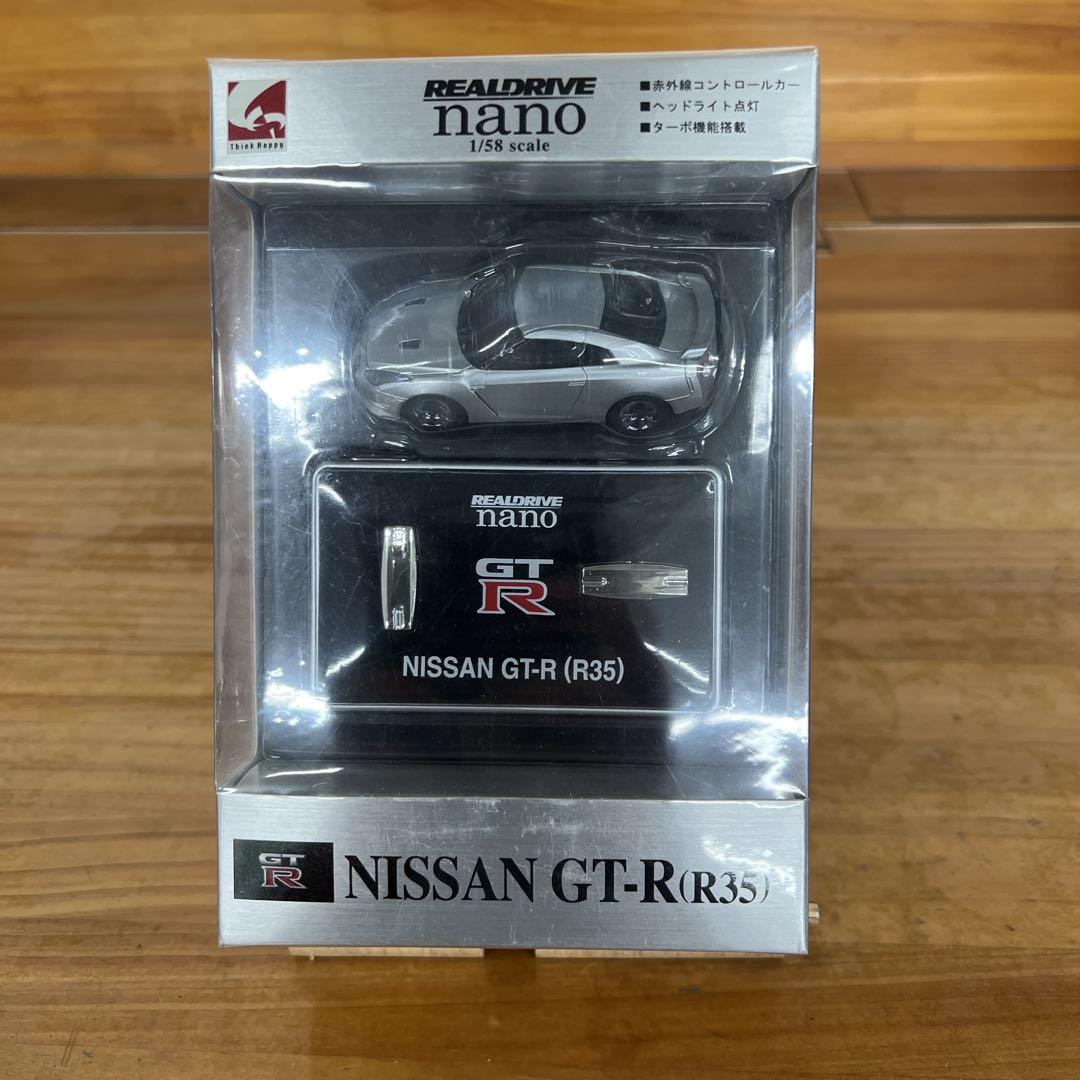 Think Happy
REALDRIVE
nano
1/58 scale
■赤外線コントロールカー
■ヘッドライト点灯
■ターボ機能搭載
REALDRIVE
nano
GT
R
NISSAN GT-R (R35)
GT
R
NISSAN GT-R(R35)